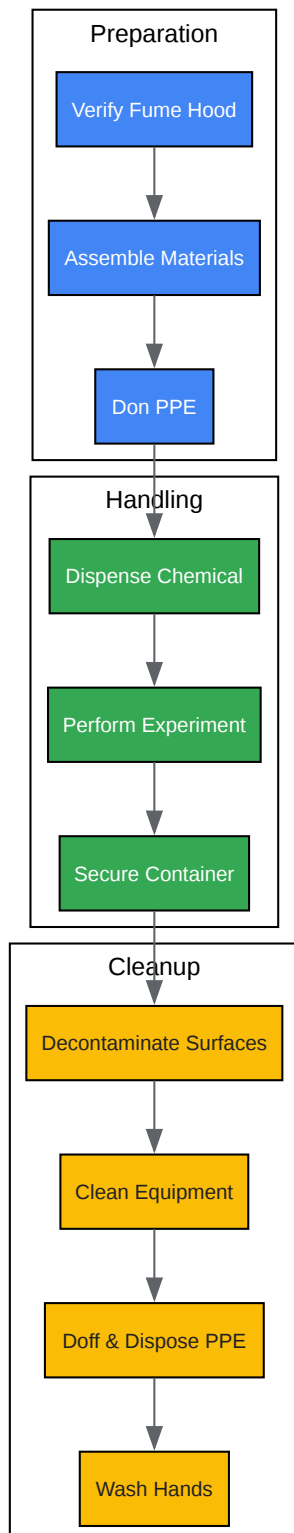 Preparation
Verify Fume Hood
Assemble Materials
Don PPE
Handling
Dispense Chemical
Perform Experiment
Secure Container
Cleanup
Decontaminate Surfaces
Clean Equipment
Doff & Dispose PPE
Wash Hands